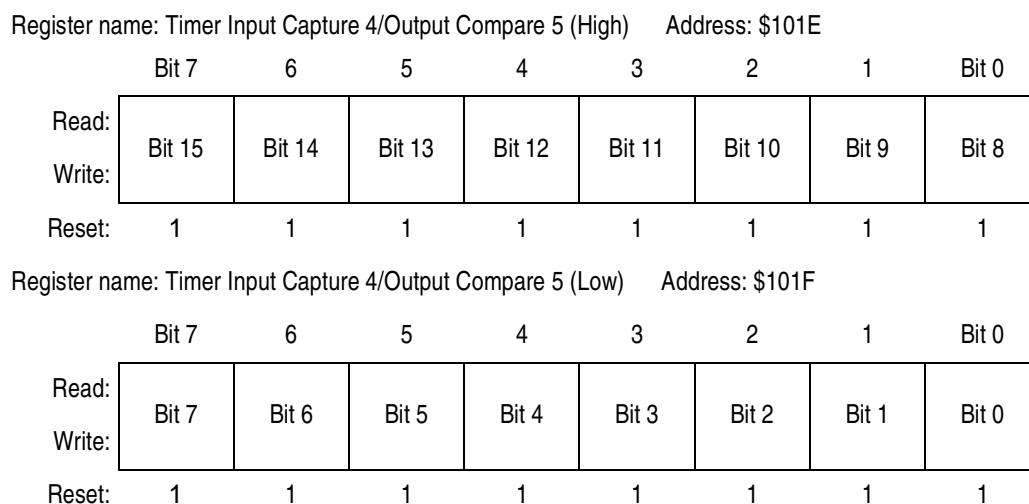 Register name: Timer Input Capture 4/Output Compare 5 (High) Address: $101E
Bit 7 6 5 4 3 2 1 Bit 0
Read:
Bit 15 Bit 14 Bit 13 Bit 12 Bit 11 Bit 10 Bit 9 Bit 8
Write:
Reset: 1 1 1 1 1 1 1 1
Register name: Timer Input Capture 4/Output Compare 5 (Low) Address: $101F
Bit 7 6 5 4 3 2 1 Bit 0
Read:
Bit 7 Bit 6 Bit 5 Bit 4 Bit 3 Bit 2 Bit 1 Bit 0
Write:
Reset: 1 1 1 1 1 1 1 1